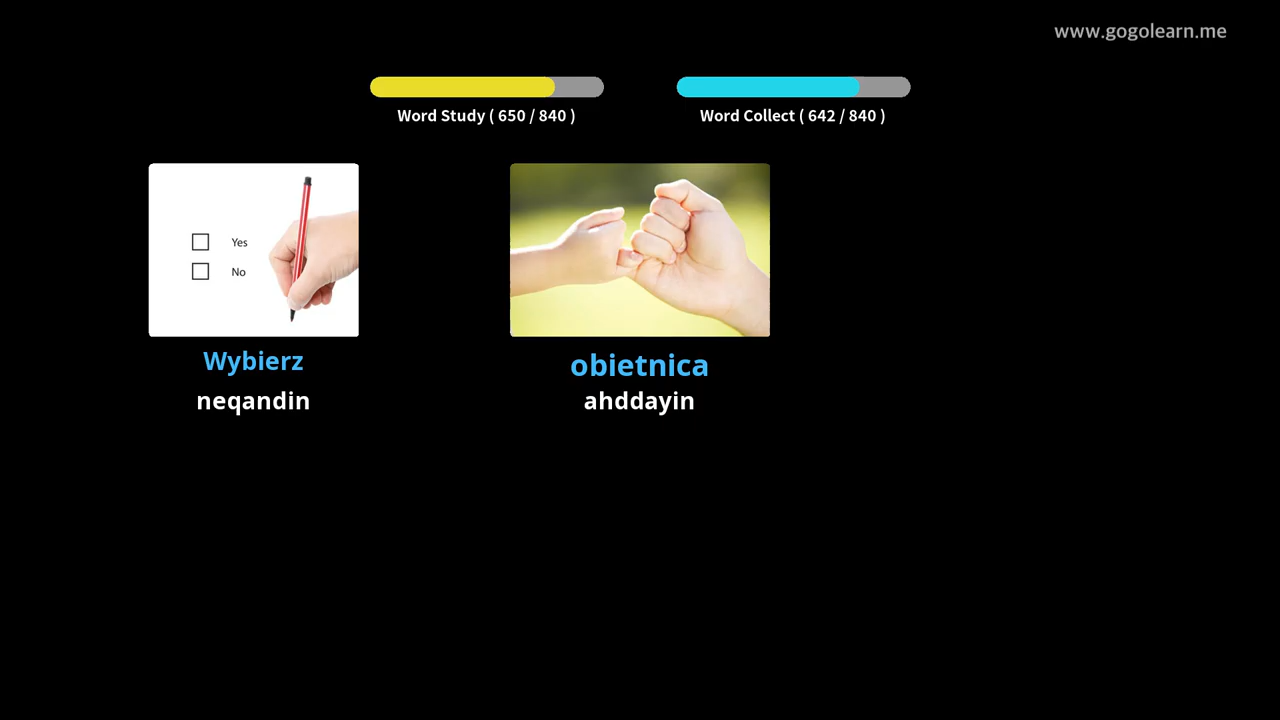 www.gogolearn.me
Word Study ( 650 / 840 )
Word Collect ( 642 / 840 )
Yes
No
Wybierz
neqandin
obietnica
ahddayin